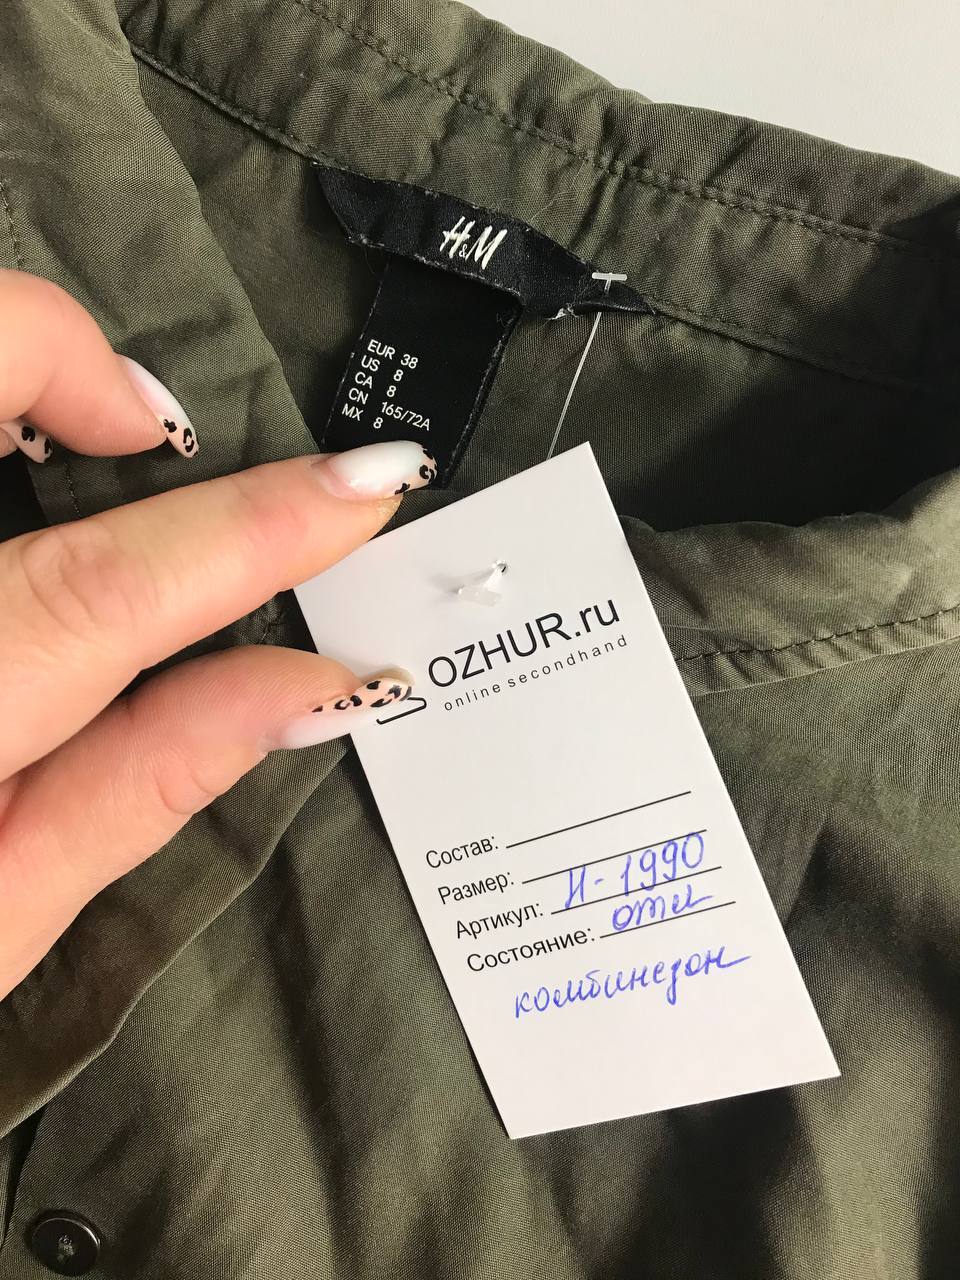 H&M
EUR 38
US 8
CA 8
CN 165/72A
MX 8
OZHUR.ru
online secondhand
Состав:
Размер:
Артикул: И-1990
Состояние: отл
комбинезон